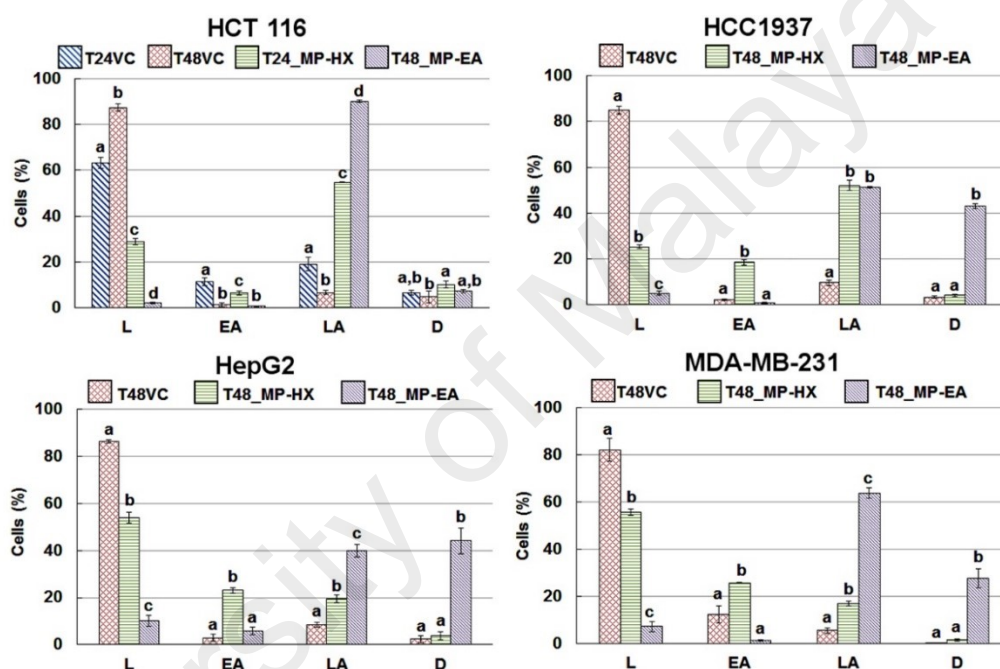 HCT 116
T24VC T48VC T24_MP-HX T48_MP-EA
100
80
60
40
20
0
Cells (%)
a b c d
a b c b
a b c d
a,b b a a,b
L EA LA D
HCC1937
T48VC T48_MP-HX T48_MP-EA
100
80
60
40
20
0
Cells (%)
a b c
a b a
a b b
a a b
L EA LA D
HepG2
T48VC T48_MP-HX T48_MP-EA
100
80
60
40
20
0
Cells (%)
a b c
a b a
a b c
a a b
L EA LA D
MDA-MB-231
T48VC T48_MP-HX T48_MP-EA
100
80
60
40
20
0
Cells (%)
a b c
a b a
a b c
a a b
L EA LA D
ersity of Malaya